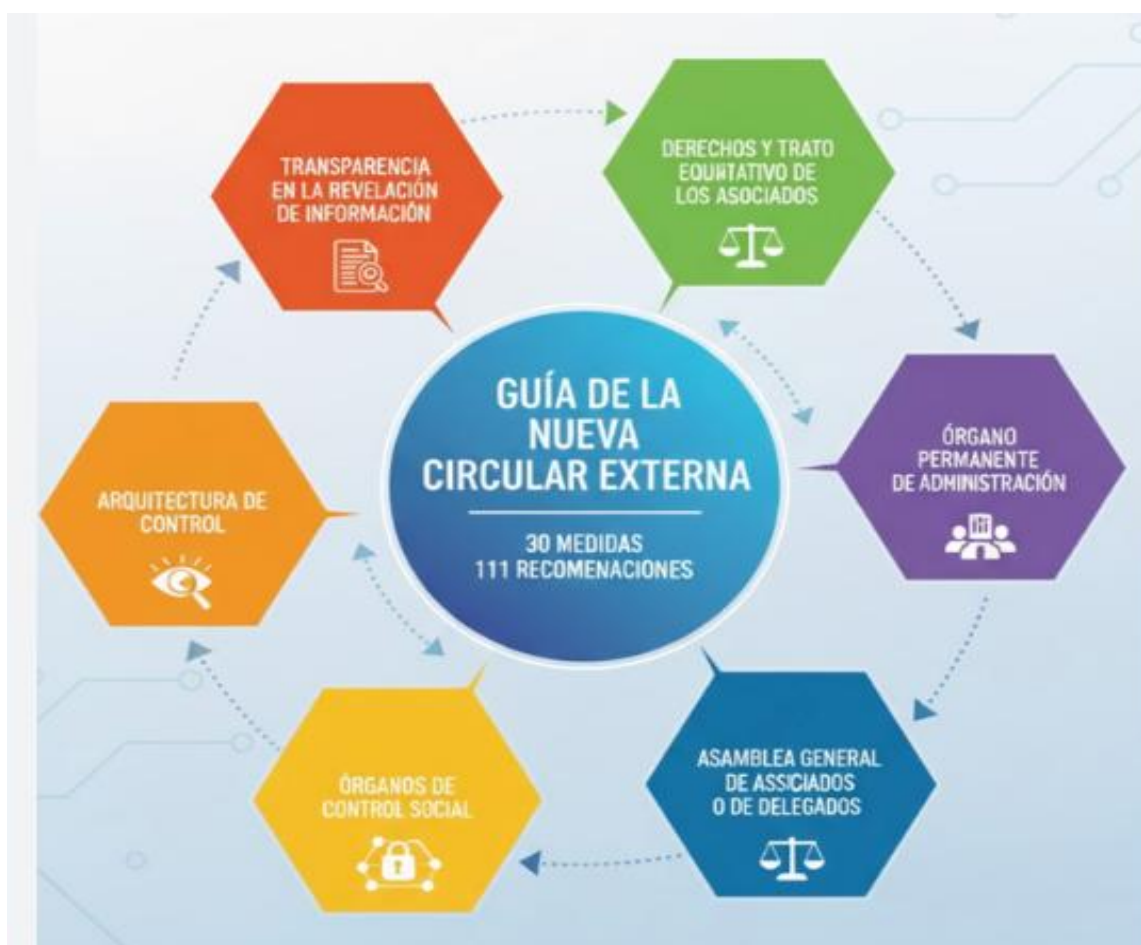 TRANSPARENCIA
EN LA REVELACIÓN
DE INFORMACIÓN
DERECHOS Y TRATO
EQUITATIVO DE
LOS ASOCIADOS
GUÍA DE LA
NUEVA
CIRCULAR EXTERNA
30 MEDIDAS
111 RECOMENACIONES
ÓRGANO
PERMANENTE
DE ADMINISTRACIÓN
ARQUITECTURA DE
CONTROL
ÓRGANOS DE
CONTROL SOCIAL
ASAMBLEA GENERAL
DE ASSICIADOS
O DE DELEGADOS